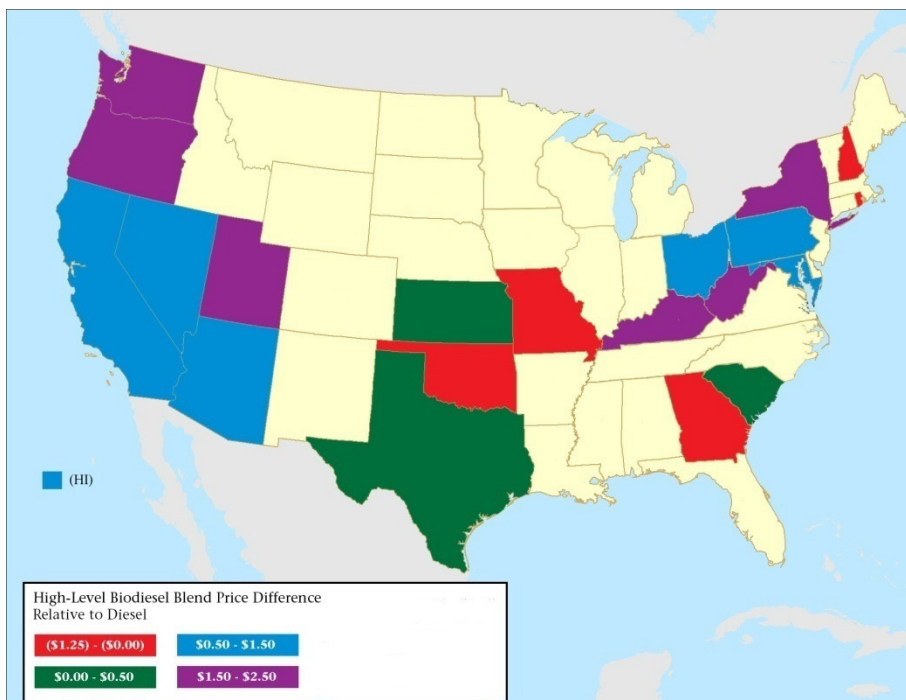 (HI)
High-Level Biodiesel Blend Price Difference
Relative to Diesel
($1.25) - ($0.00)
$0.50 - $1.50
$0.00 - $0.50
$1.50 - $2.50